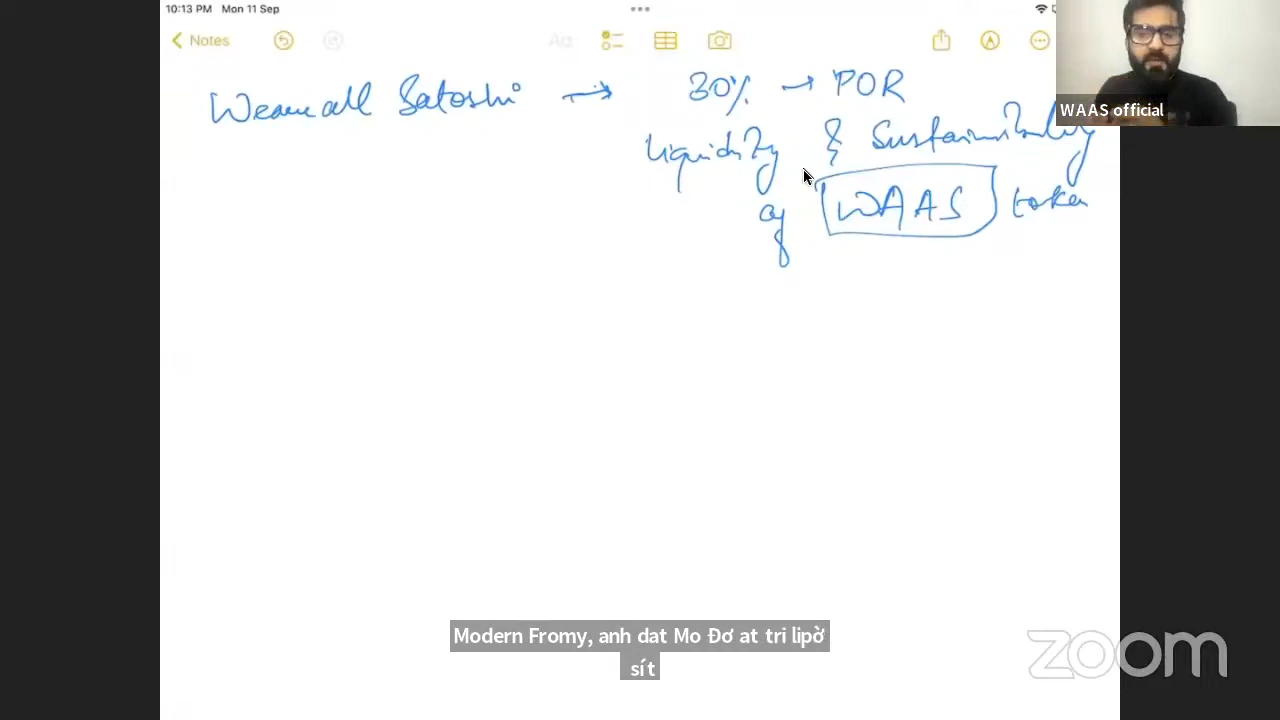 10:13 PM Mon 11 Sep
Notes
Aa
We are all Satoshi → 30% → POR
WAAS official
liquidity & Sustainability
of WAAS token
Modern Fromy, anh dat Mo Đơ at tri lipờ
sít
zoom